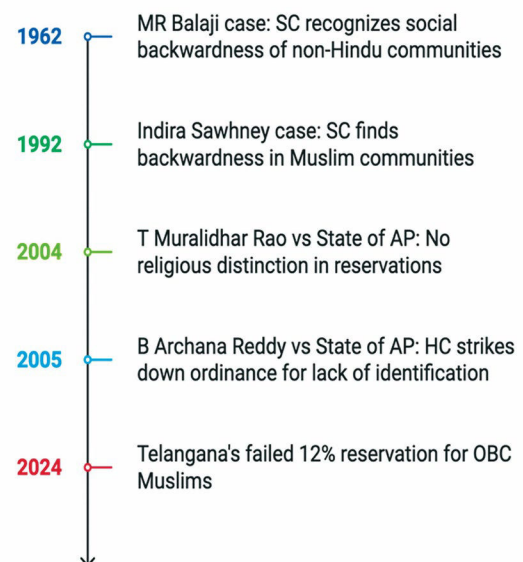 1962
MR Balaji case: SC recognizes social
backwardness of non-Hindu communities
1992
Indira Sawhney case: SC finds
backwardness in Muslim communities
2004
T Muralidhar Rao vs State of AP: No
religious distinction in reservations
2005
B Archana Reddy vs State of AP: HC strikes
down ordinance for lack of identification
2024
Telangana's failed 12% reservation for OBC
Muslims